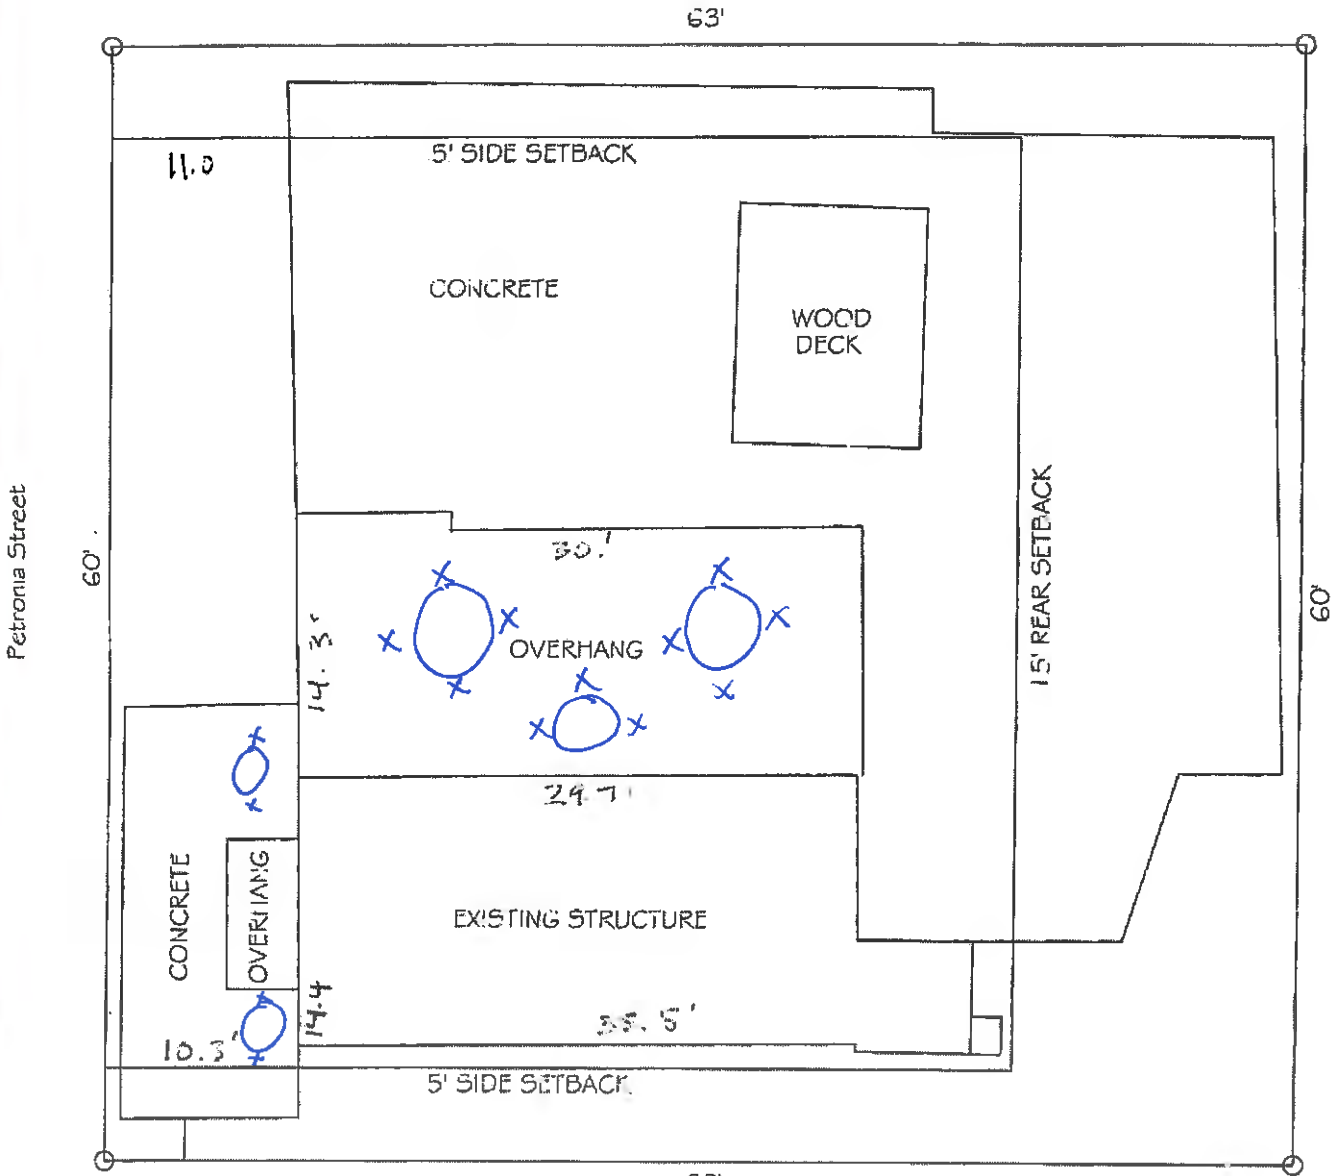 63'
5' SIDE SETBACK
11.0
CONCRETE
WOOD
DECK
Petronia Street
60'
15' REAR SETBACK
60'
30.'
14.3'
OVERHANG
29.7'
CONCRETE
OVERHANG
EXISTING STRUCTURE
14.4
10.3'
5' SIDE SETBACK